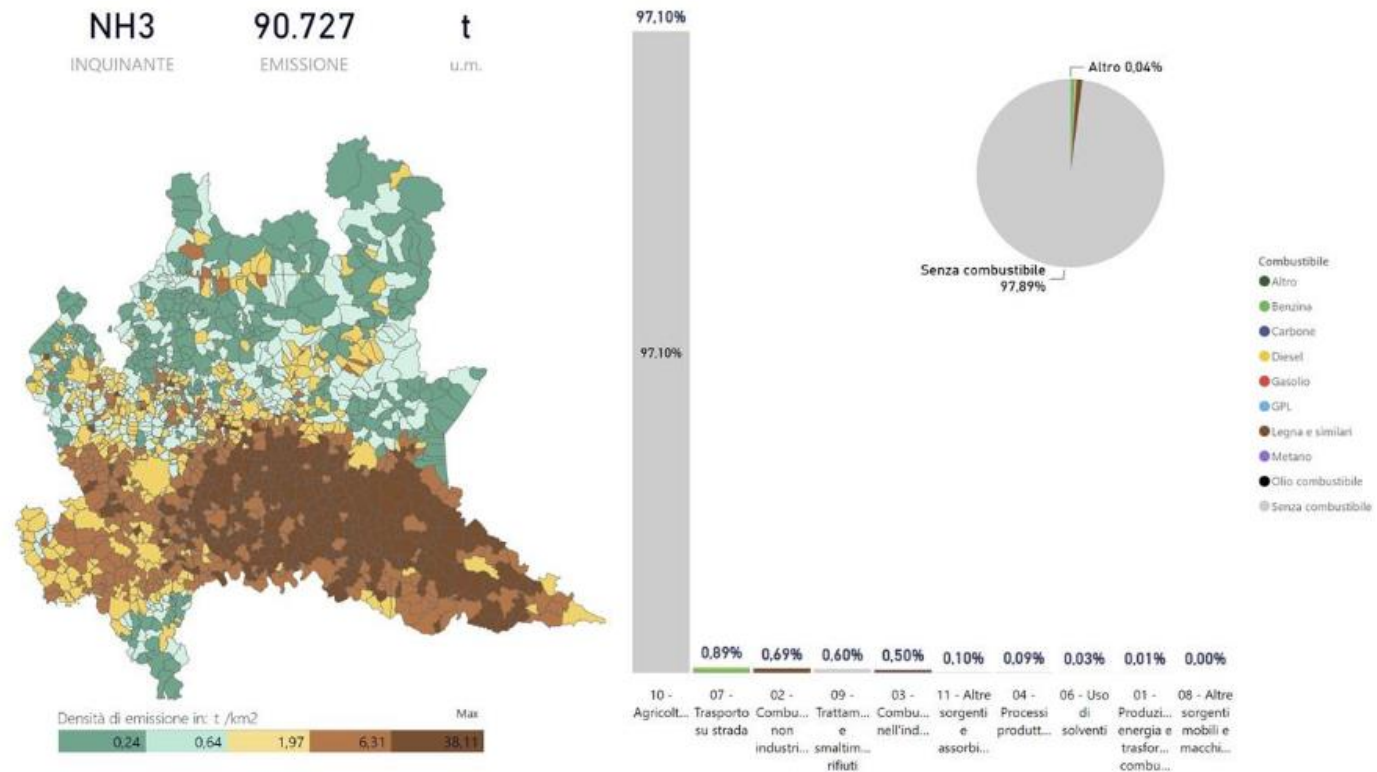 NH3
90.727
t
INQUINANTE
EMISSIONE
u.m.
Densità di emissione in: t /km2
Max
0,24
0,64
1,97
6,31
38,11
97,10%
97,10%
0,89%
0,69%
0,60%
0,50%
0,10%
0,09%
0,03%
0,01%
0,00%
10 -
Agricolt...
07 -
Trasporto
su strada
02 -
Combu...
non
industri...
09 -
Trattam...
e
smaltim...
rifiuti
03 -
Combu...
nell'ind...
11 - Altre
sorgenti
e
assorbi...
04 -
Processi
produtt...
06 - Uso
di
solventi
01 -
Produzi...
energia e
trasfor...
combu...
08 - Altre
sorgenti
mobili e
macchi...
Altro 0,04%
Senza combustibile
97,89%
Combustibile
Altro
Benzina
Carbone
Diesel
Gasolio
GPL
Legna e similari
Metano
Olio combustibile
Senza combustibile